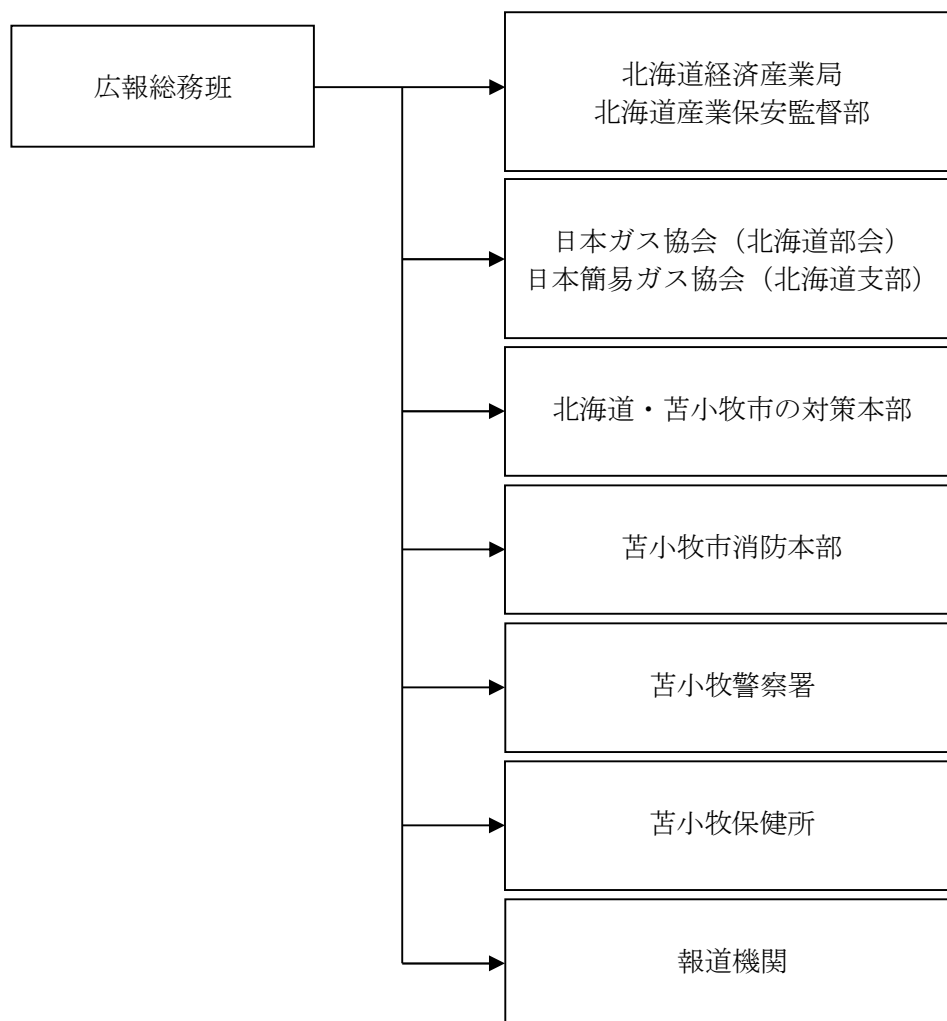 広報総務班
北海道経済産業局
北海道産業保安監督部
日本ガス協会（北海道部会）
日本簡易ガス協会（北海道支部）
北海道・苫小牧市の対策本部
苫小牧市消防本部
苫小牧警察署
苫小牧保健所
報道機関